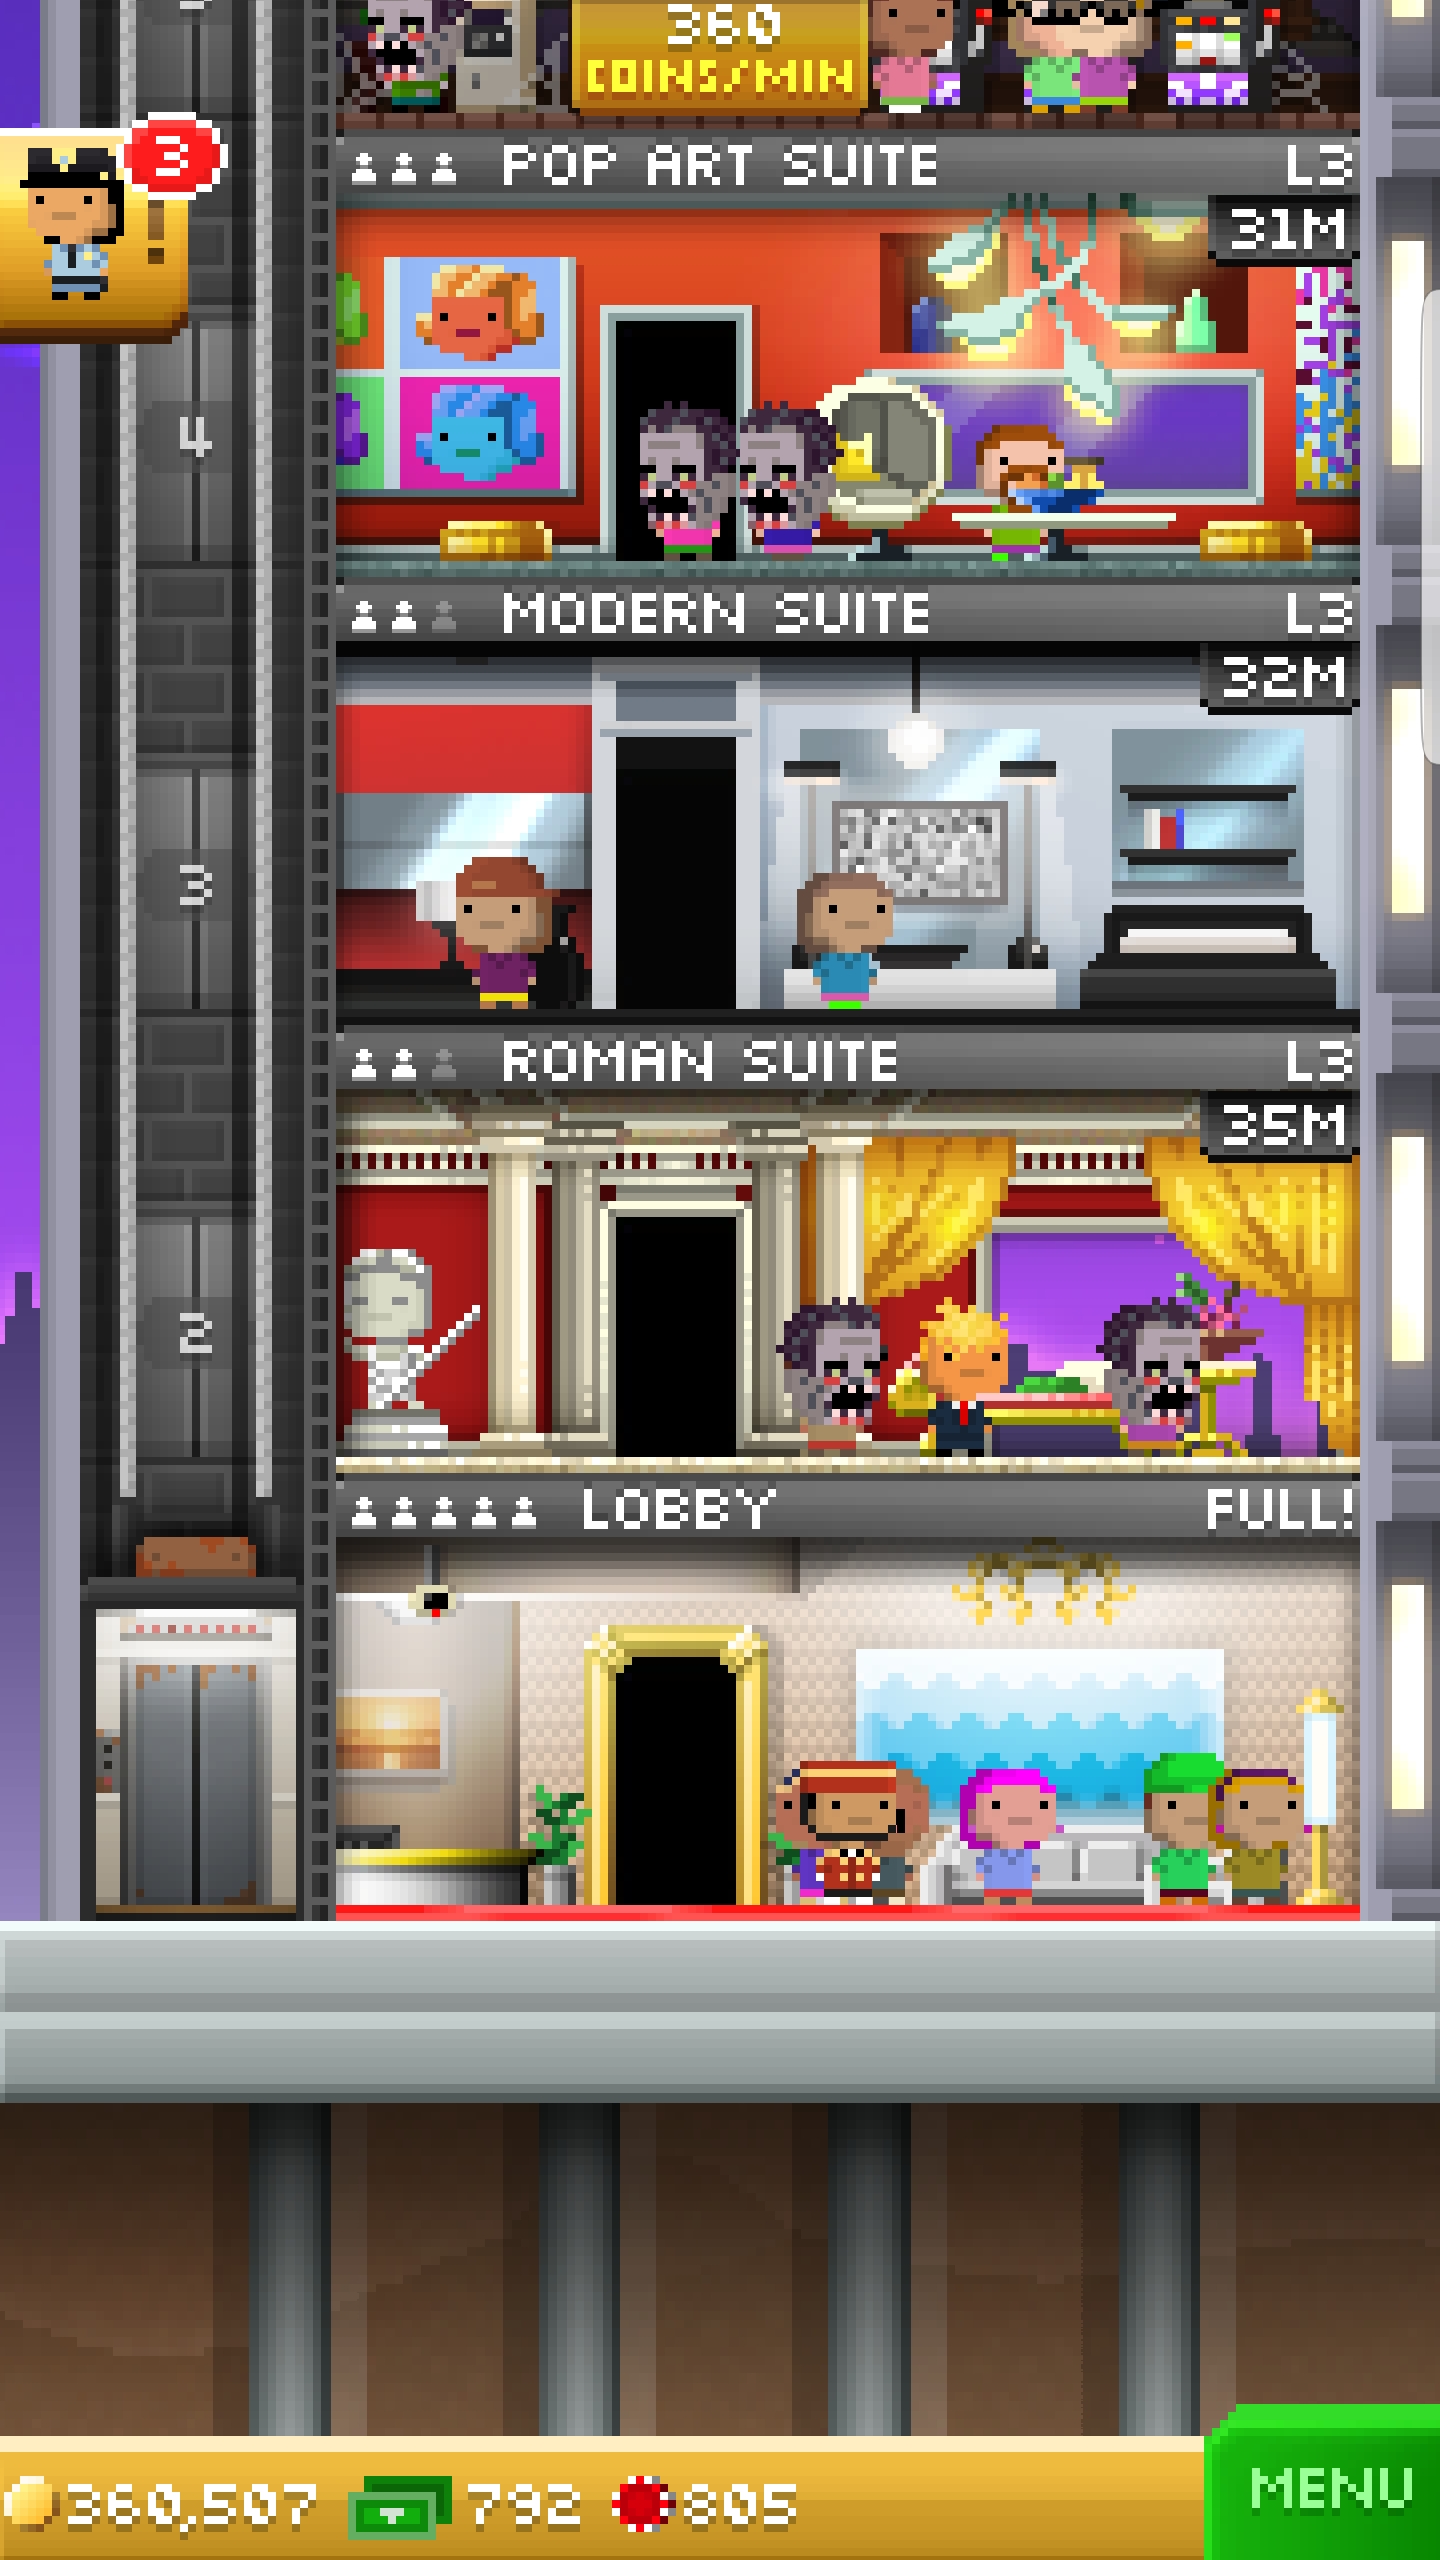 360
COINS/MIN
3
!
POP ART SUITE L3
31M
4
MODERN SUITE L3
32M
3
ROMAN SUITE L3
35M
2
LOBBY FULL!
360,507 792 805
MENU